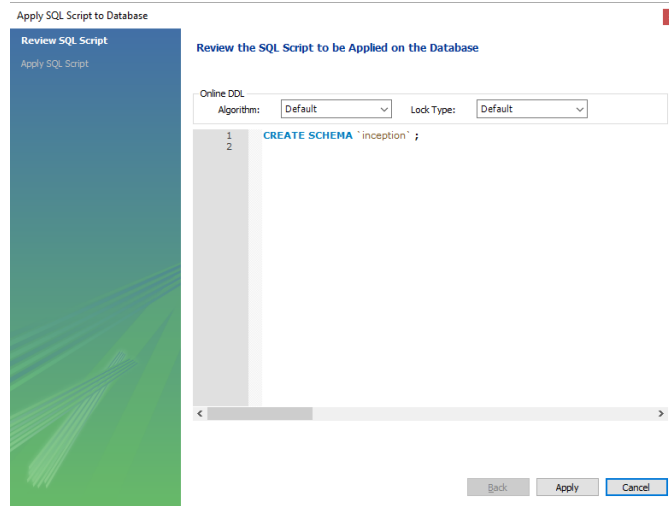 Apply SQL Script to Database
Review SQL Script
Apply SQL Script
Review the SQL Script to be Applied on the Database
Online DDL
Algorithm: Default Lock Type: Default
1 CREATE SCHEMA `inception` ;
2
Back Apply Cancel